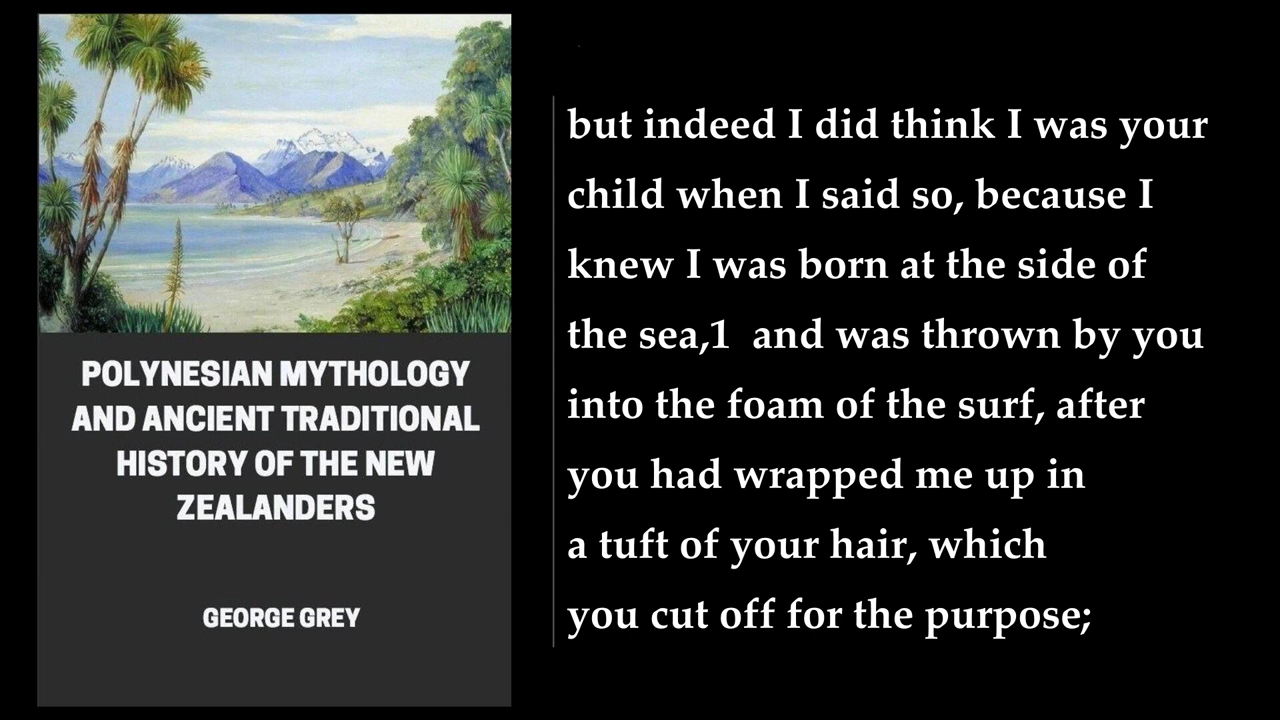 POLYNESIAN MYTHOLOGY
AND ANCIENT TRADITIONAL
HISTORY OF THE NEW
ZEALANDERS
GEORGE GREY
but indeed I did think I was your
child when I said so, because I
knew I was born at the side of
the sea,1 and was thrown by you
into the foam of the surf, after
you had wrapped me up in
a tuft of your hair, which
you cut off for the purpose;